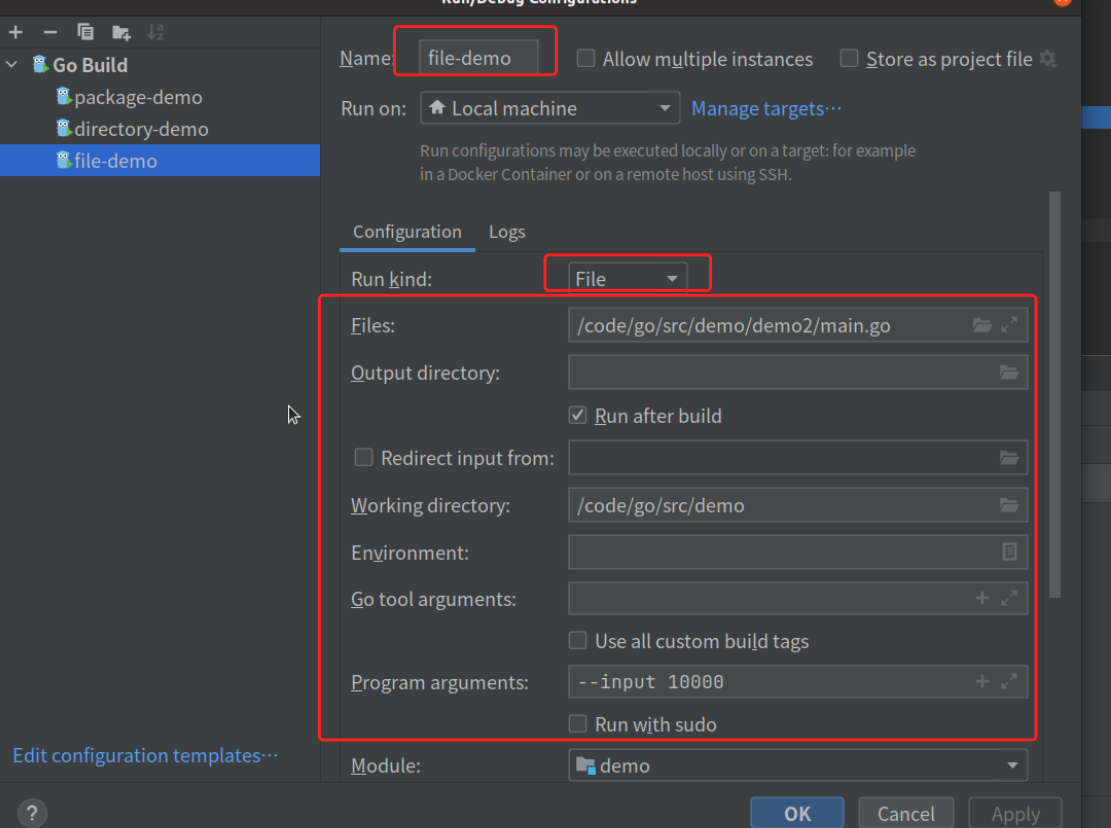 Run/Debug Configurations
Go Build
package-demo
directory-demo
file-demo
Edit configuration templates...
Name: file-demo Allow multiple instances Store as project file
Run on: Local machine Manage targets...
Run configurations may be executed locally or on a target: for example
in a Docker Container or on a remote host using SSH.
Configuration Logs
Run kind: File
Files: /code/go/src/demo/demo2/main.go
Output directory:
Run after build
Redirect input from:
Working directory: /code/go/src/demo
Environment:
Go tool arguments:
Use all custom build tags
Program arguments: --input 10000
Run with sudo
Module: demo
? OK Cancel Apply